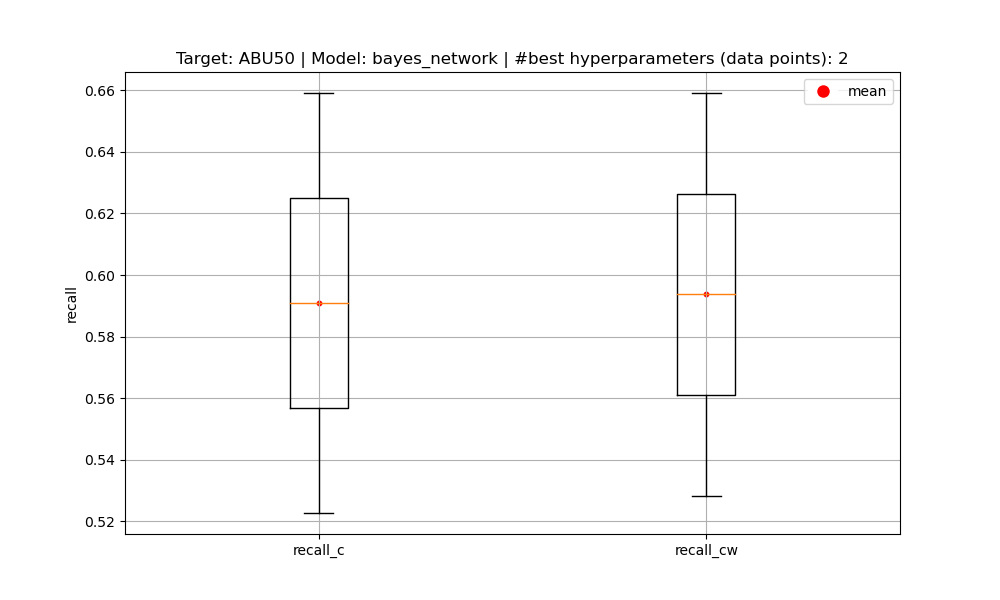 Target: ABU50 | Model: bayes_network | #best hyperparameters (data points): 2
mean
0.66
0.64
0.62
0.60
0.58
0.56
0.54
0.52
recall
recall_c
recall_cw